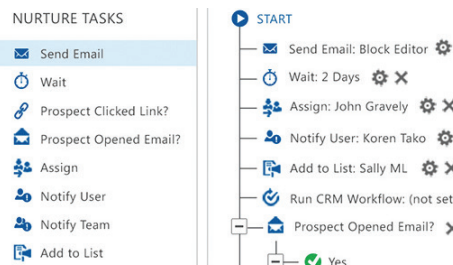 NURTURE TASKS
Send Email
Wait
Prospect Clicked Link?
Prospect Opened Email?
Assign
Notify User
Notify Team
Add to List
START
Send Email: Block Editor
Wait: 2 Days
Assign: John Gravely
Notify User: Koren Tako
Add to List: Sally ML
Run CRM Workflow: (not set
Prospect Opened Email?
Yes